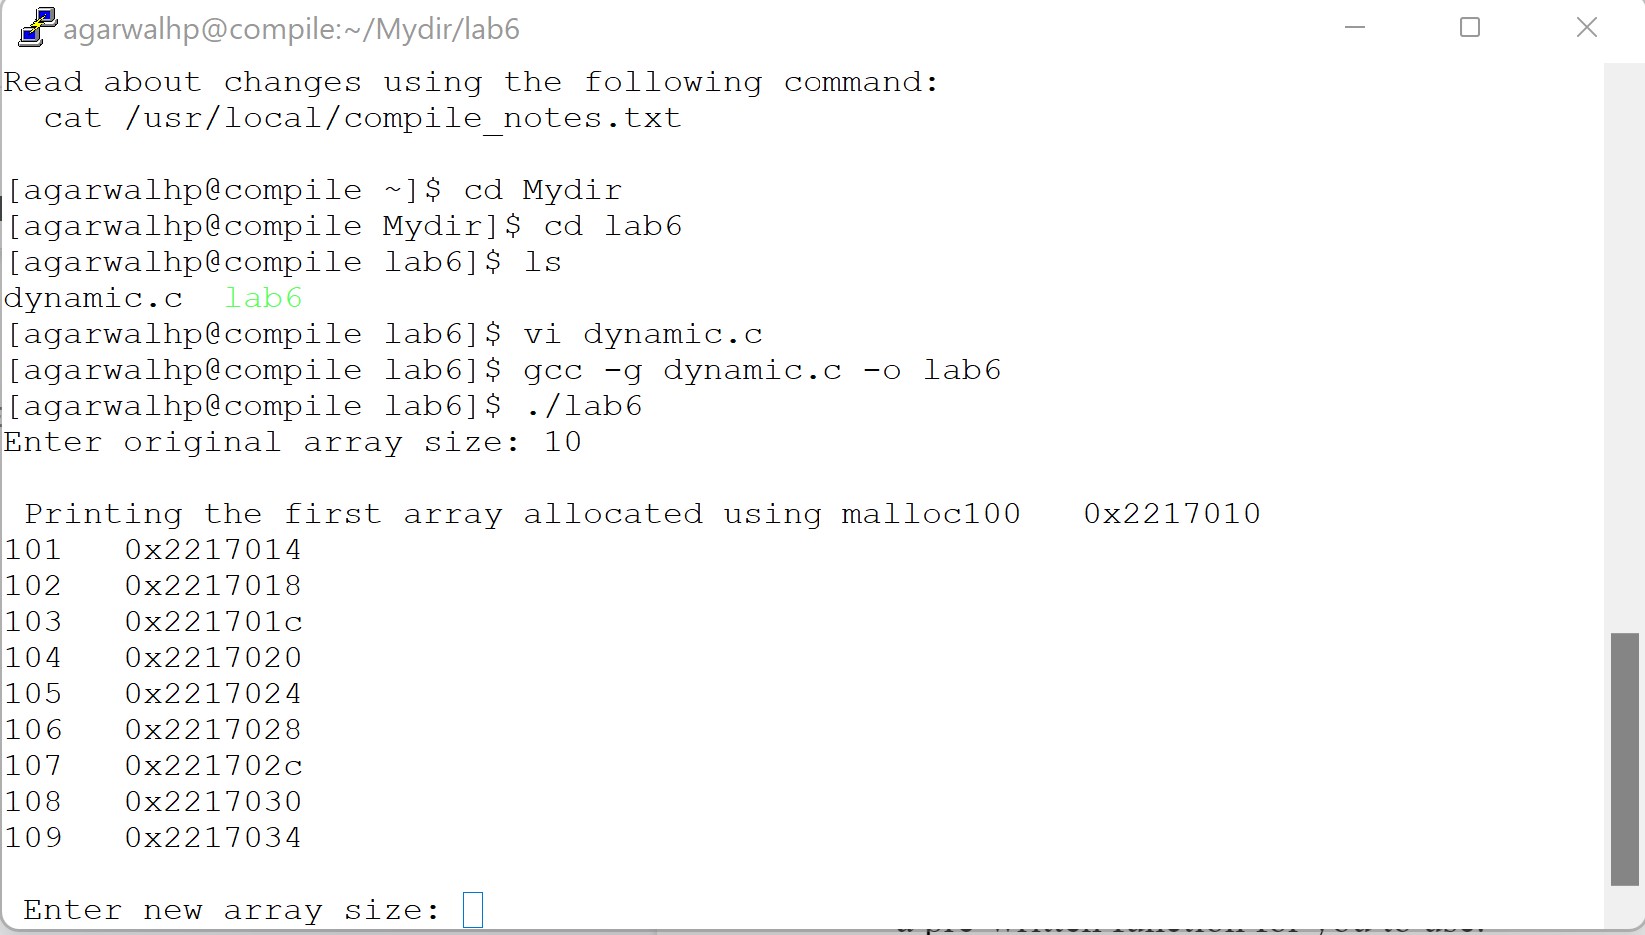 agarwalhp@compile:~/Mydir/lab6
Read about changes using the following command:
  cat /usr/local/compile_notes.txt
[agarwalhp@compile ~]$ cd Mydir
[agarwalhp@compile Mydir]$ cd lab6
[agarwalhp@compile lab6]$ ls
dynamic.c  lab6
[agarwalhp@compile lab6]$ vi dynamic.c
[agarwalhp@compile lab6]$ gcc -g dynamic.c -o lab6
[agarwalhp@compile lab6]$ ./lab6
Enter original array size: 10
 Printing the first array allocated using malloc100   0x2217010
101   0x2217014
102   0x2217018
103   0x221701c
104   0x2217020
105   0x2217024
106   0x2217028
107   0x221702c
108   0x2217030
109   0x2217034
 Enter new array size: